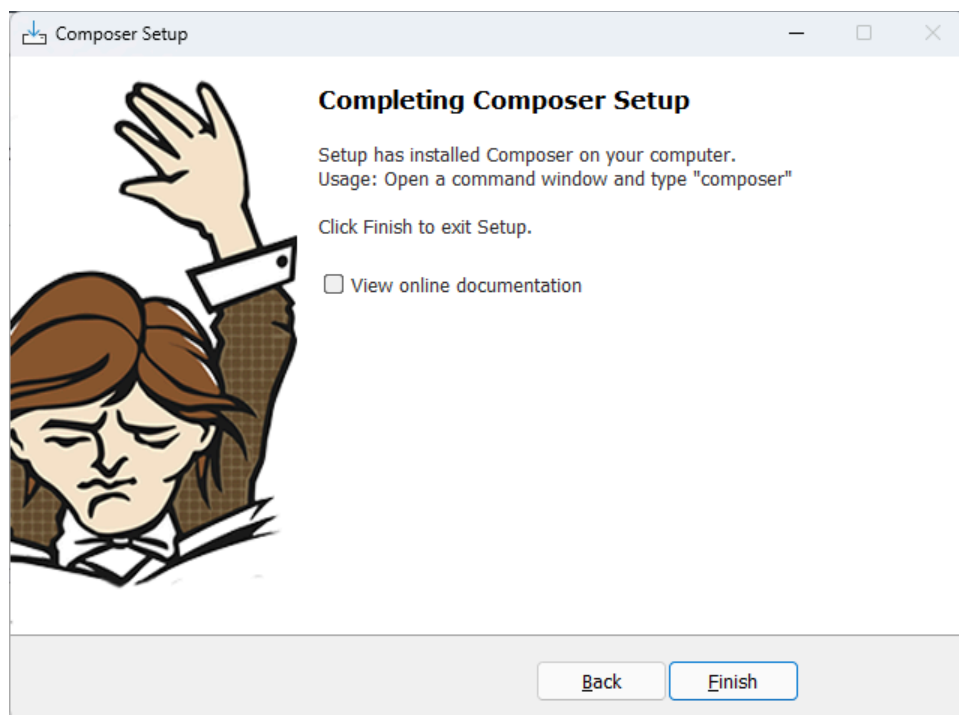 Composer Setup
Completing Composer Setup
Setup has installed Composer on your computer.
Usage: Open a command window and type "composer"
Click Finish to exit Setup.
View online documentation
Back
Finish